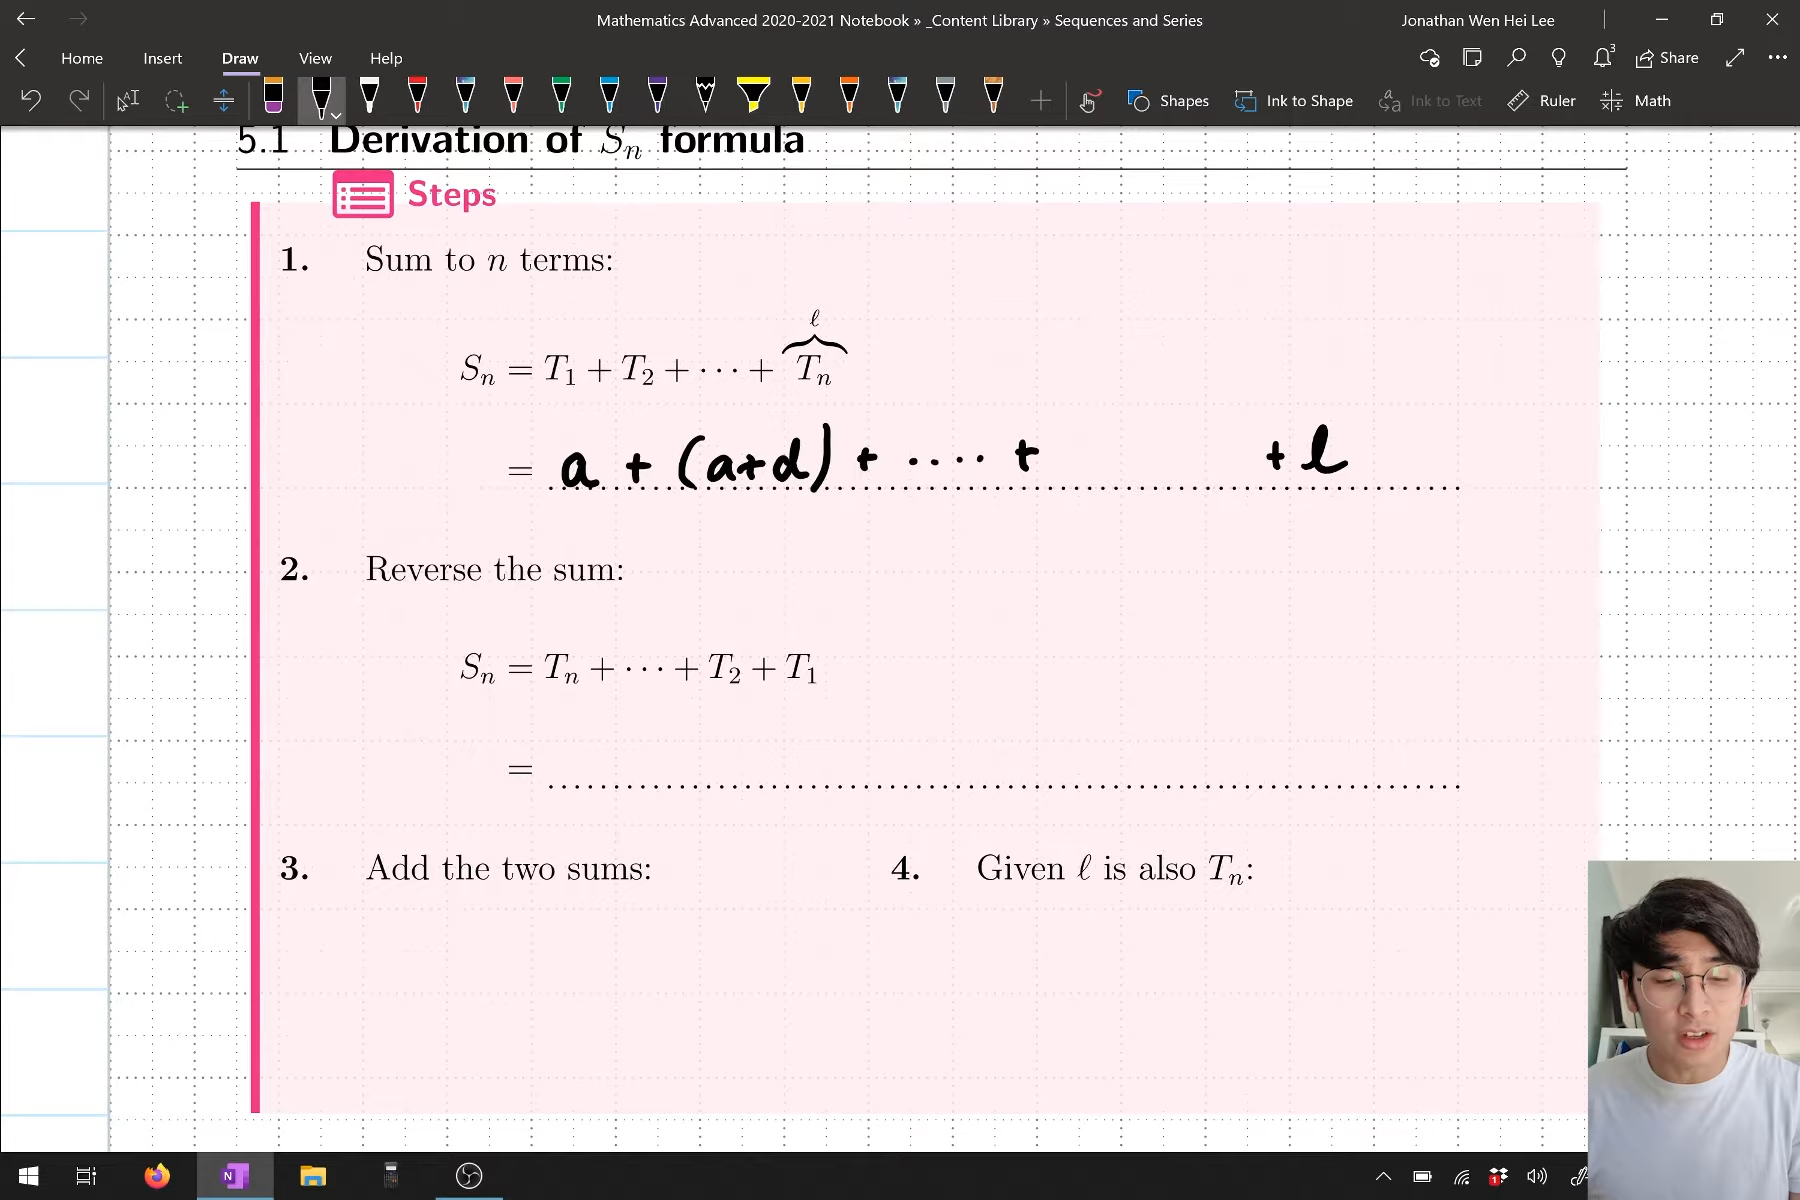 Mathematics Advanced 2020-2021 Notebook » _Content Library » Sequences and Series
Jonathan Wen Hei Lee
Home Insert Draw View Help
3
Share
Shapes
Ink to Shape
Ink to Text
Ruler
Math
5.1 Derivation of Sₙ formula
Steps
1. Sum to n terms:
ℓ
Sₙ = T₁ + T₂ + ⋯ + Tₙ
= a + (a+d) + .... + + l
2. Reverse the sum:
Sₙ = Tₙ + ⋯ + T₂ + T₁
=
3. Add the two sums:
4. Given ℓ is also Tₙ: